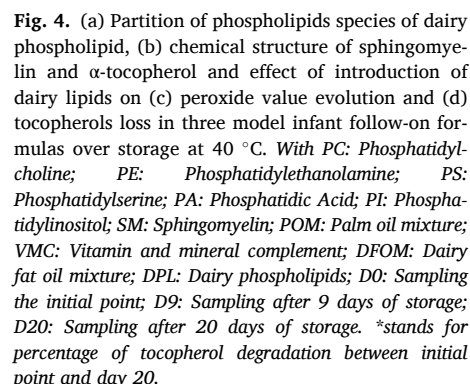 Fig. 4. (a) Partition of phospholipids species of dairy
phospholipid, (b) chemical structure of sphingomye-
lin and α-tocopherol and effect of introduction of
dairy lipids on (c) peroxide value evolution and (d)
tocopherols loss in three model infant follow-on for-
mulas over storage at 40 °C. With PC: Phosphatidyl-
choline; PE: Phosphatidylethanolamine; PS:
Phosphatidylserine; PA: Phosphatidic Acid; PI: Phospha-
tidylinositol; SM: Sphingomyelin; POM: Palm oil mixture;
VMC: Vitamin and mineral complement; DFOM: Dairy
fat oil mixture; DPL: Dairy phospholipids; D0: Sampling
the initial point; D9: Sampling after 9 days of storage;
D20: Sampling after 20 days of storage. *stands for
percentage of tocopherol degradation between initial
point and day 20.